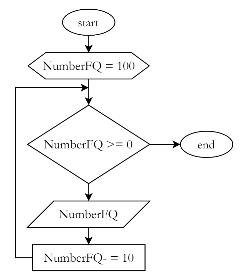 start
NumberFQ = 100
NumberFQ >= 0
end
NumberFQ
NumberFQ- = 10